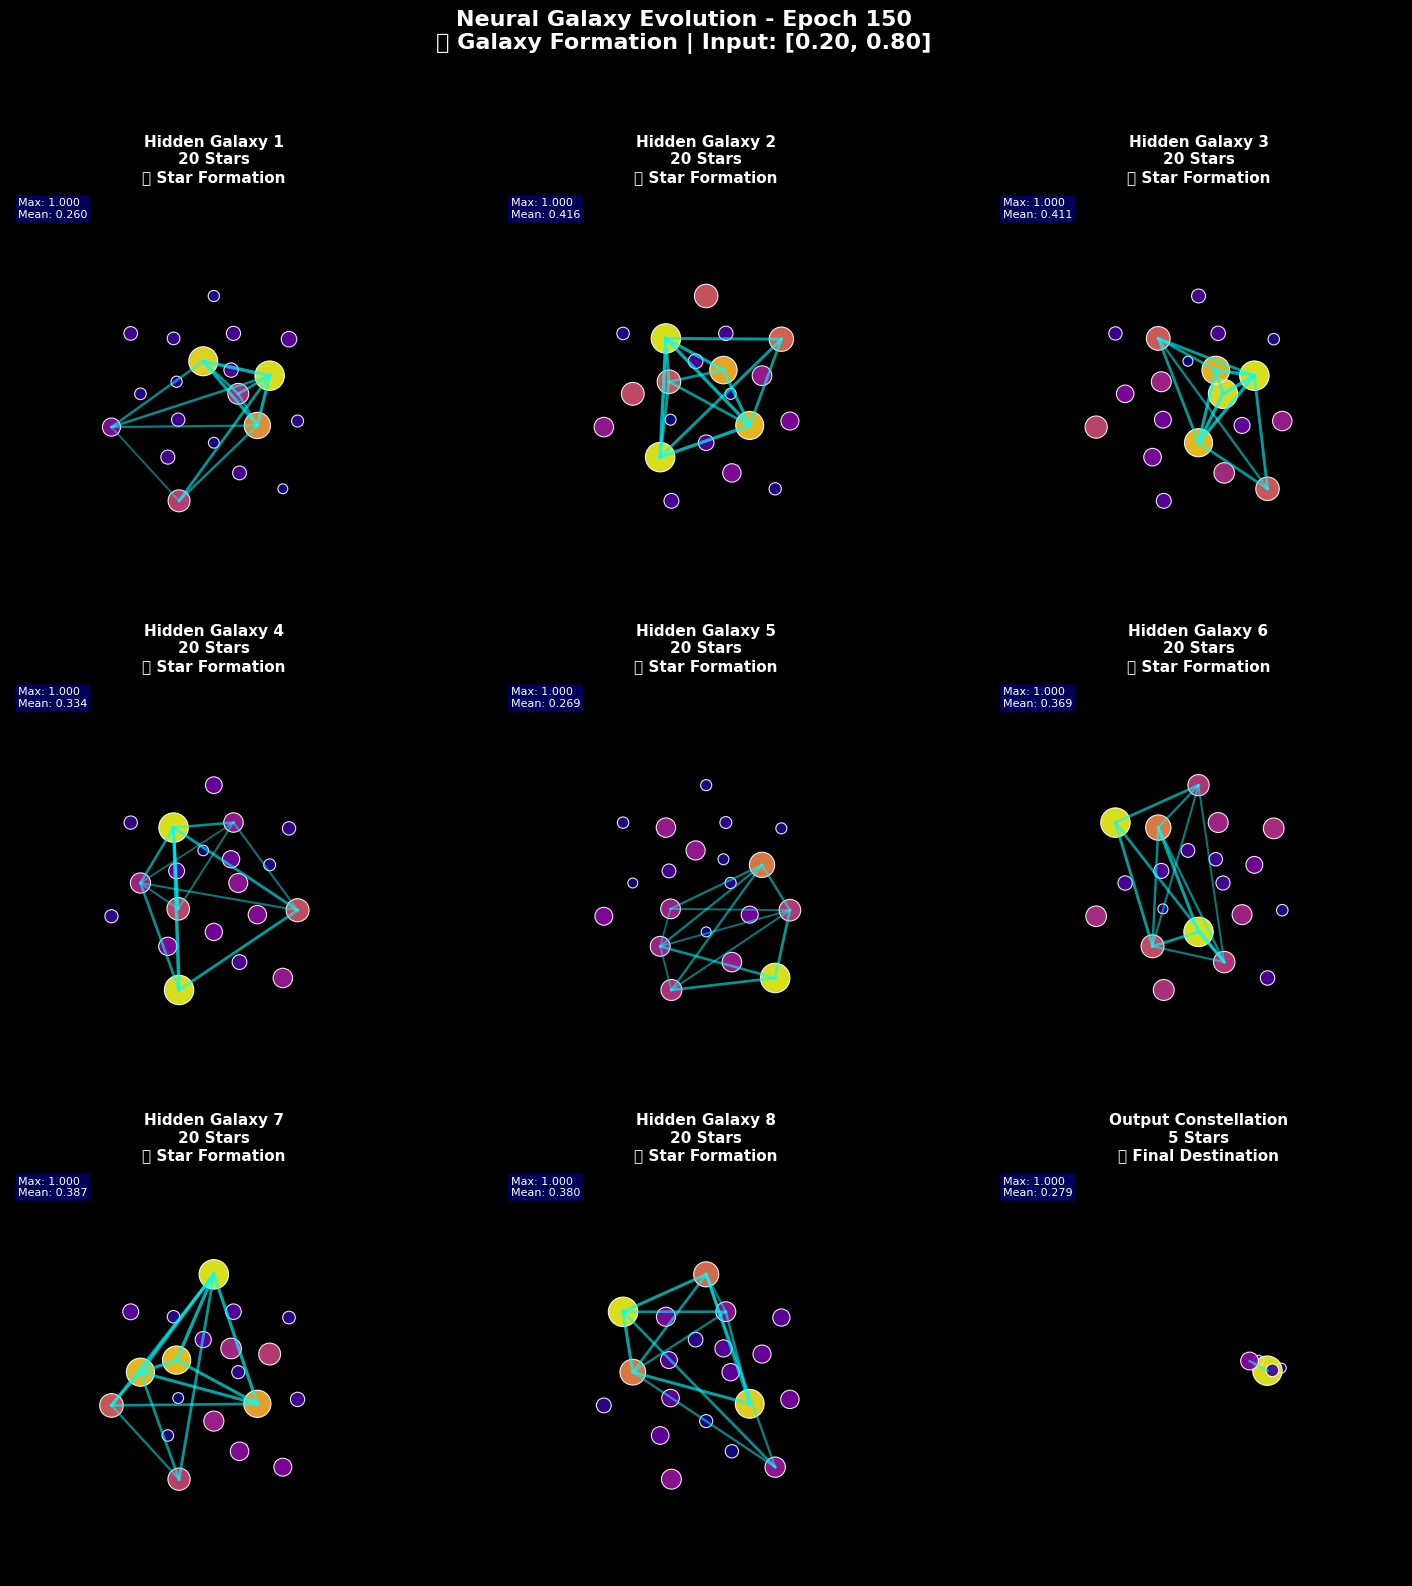 Neural Galaxy Evolution - Epoch 150
▯ Galaxy Formation | Input: [0.20, 0.80]
Hidden Galaxy 1
20 Stars
▯ Star Formation
Max: 1.000
Mean: 0.260
Hidden Galaxy 2
20 Stars
▯ Star Formation
Max: 1.000
Mean: 0.416
Hidden Galaxy 3
20 Stars
▯ Star Formation
Max: 1.000
Mean: 0.411
Hidden Galaxy 4
20 Stars
▯ Star Formation
Max: 1.000
Mean: 0.334
Hidden Galaxy 5
20 Stars
▯ Star Formation
Max: 1.000
Mean: 0.269
Hidden Galaxy 6
20 Stars
▯ Star Formation
Max: 1.000
Mean: 0.369
Hidden Galaxy 7
20 Stars
▯ Star Formation
Max: 1.000
Mean: 0.387
Hidden Galaxy 8
20 Stars
▯ Star Formation
Max: 1.000
Mean: 0.380
Output Constellation
5 Stars
▯ Final Destination
Max: 1.000
Mean: 0.279